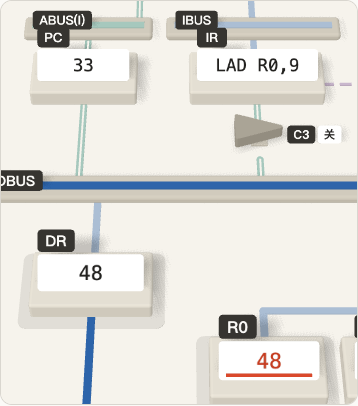 ABUS(I)
IBUS
PC
IR
33
LAD R0,9
C3 关
DBUS
DR
48
R0
48